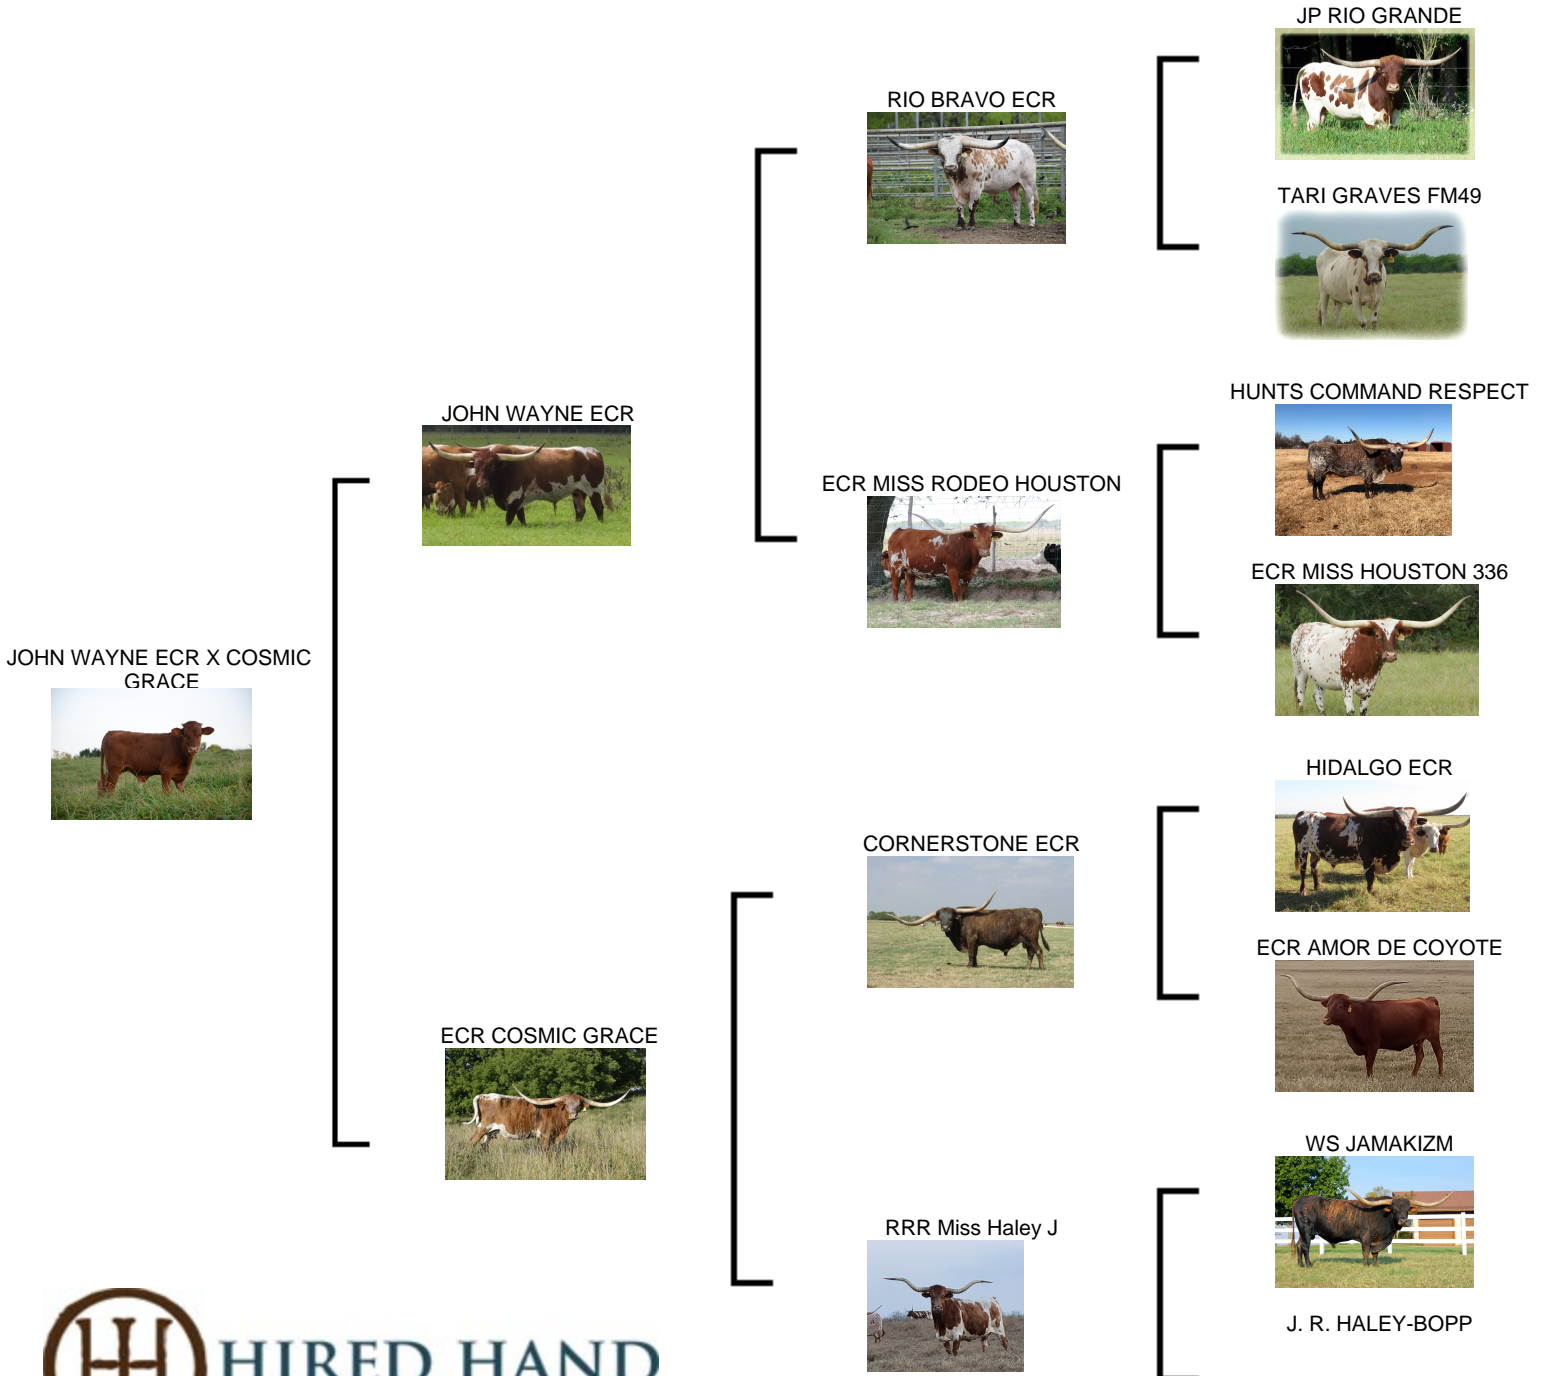 JP RIO GRANDE
RIO BRAVO ECR
TARI GRAVES FM49
HUNTS COMMAND RESPECT
JOHN WAYNE ECR
ECR MISS RODEO HOUSTON
ECR MISS HOUSTON 336
JOHN WAYNE ECR X COSMIC
GRACE
HIDALGO ECR
CORNERSTONE ECR
ECR AMOR DE COYOTE
ECR COSMIC GRACE
WS JAMAKIZM
RRR Miss Haley J
J. R. HALEY-BOPP
HIRED HAND